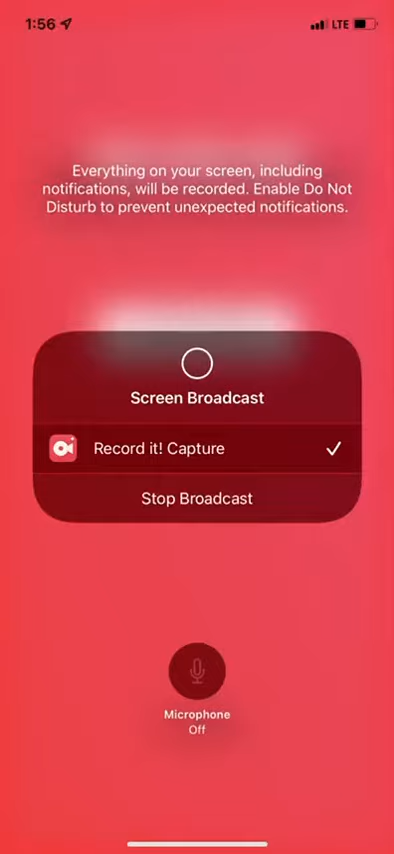 1:56
LTE
Everything on your screen, including
notifications, will be recorded. Enable Do Not
Disturb to prevent unexpected notifications.
Screen Broadcast
Record it! Capture
Stop Broadcast
Microphone
Off